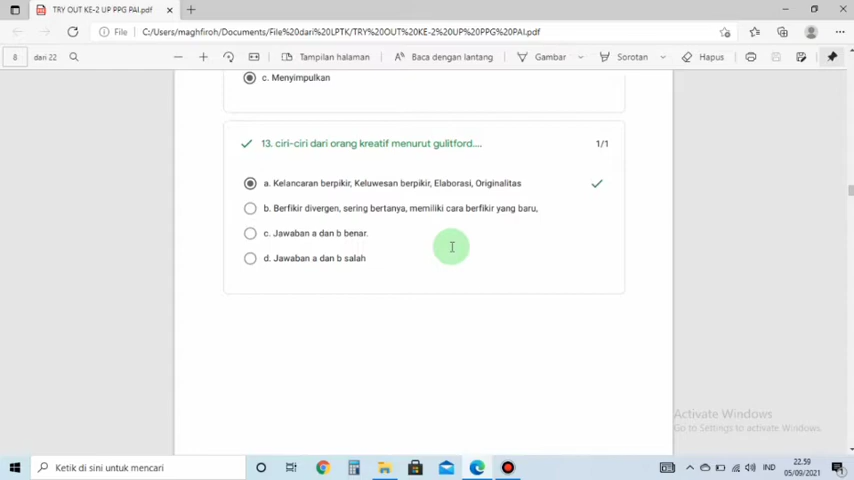 TRY OUT KE-2 UP PPG PAI.pdf
File
C:/Users/maghfiroh/Documents/File%20dari%20LPTK/TRY%20OUT%20KE-2%20UP%20PPG%20PAI.pdf
8 dari 22 Tampilan halaman Baca dengan lantang Gambar Sorotan Hapus
c. Menyimpulkan
13. ciri-ciri dari orang kreatif menurut gulitford.... 1/1
a. Kelancaran berpikir, Keluwesan berpikir, Elaborasi, Originalitas
b. Berfikir divergen, sering bertanya, memiliki cara berfikir yang baru,
c. Jawaban a dan b benar.
d. Jawaban a dan b salah
Activate Windows
Go to Settings to activate Windows.
Ketik di sini untuk mencari
IND
22.59
05/09/2021
1